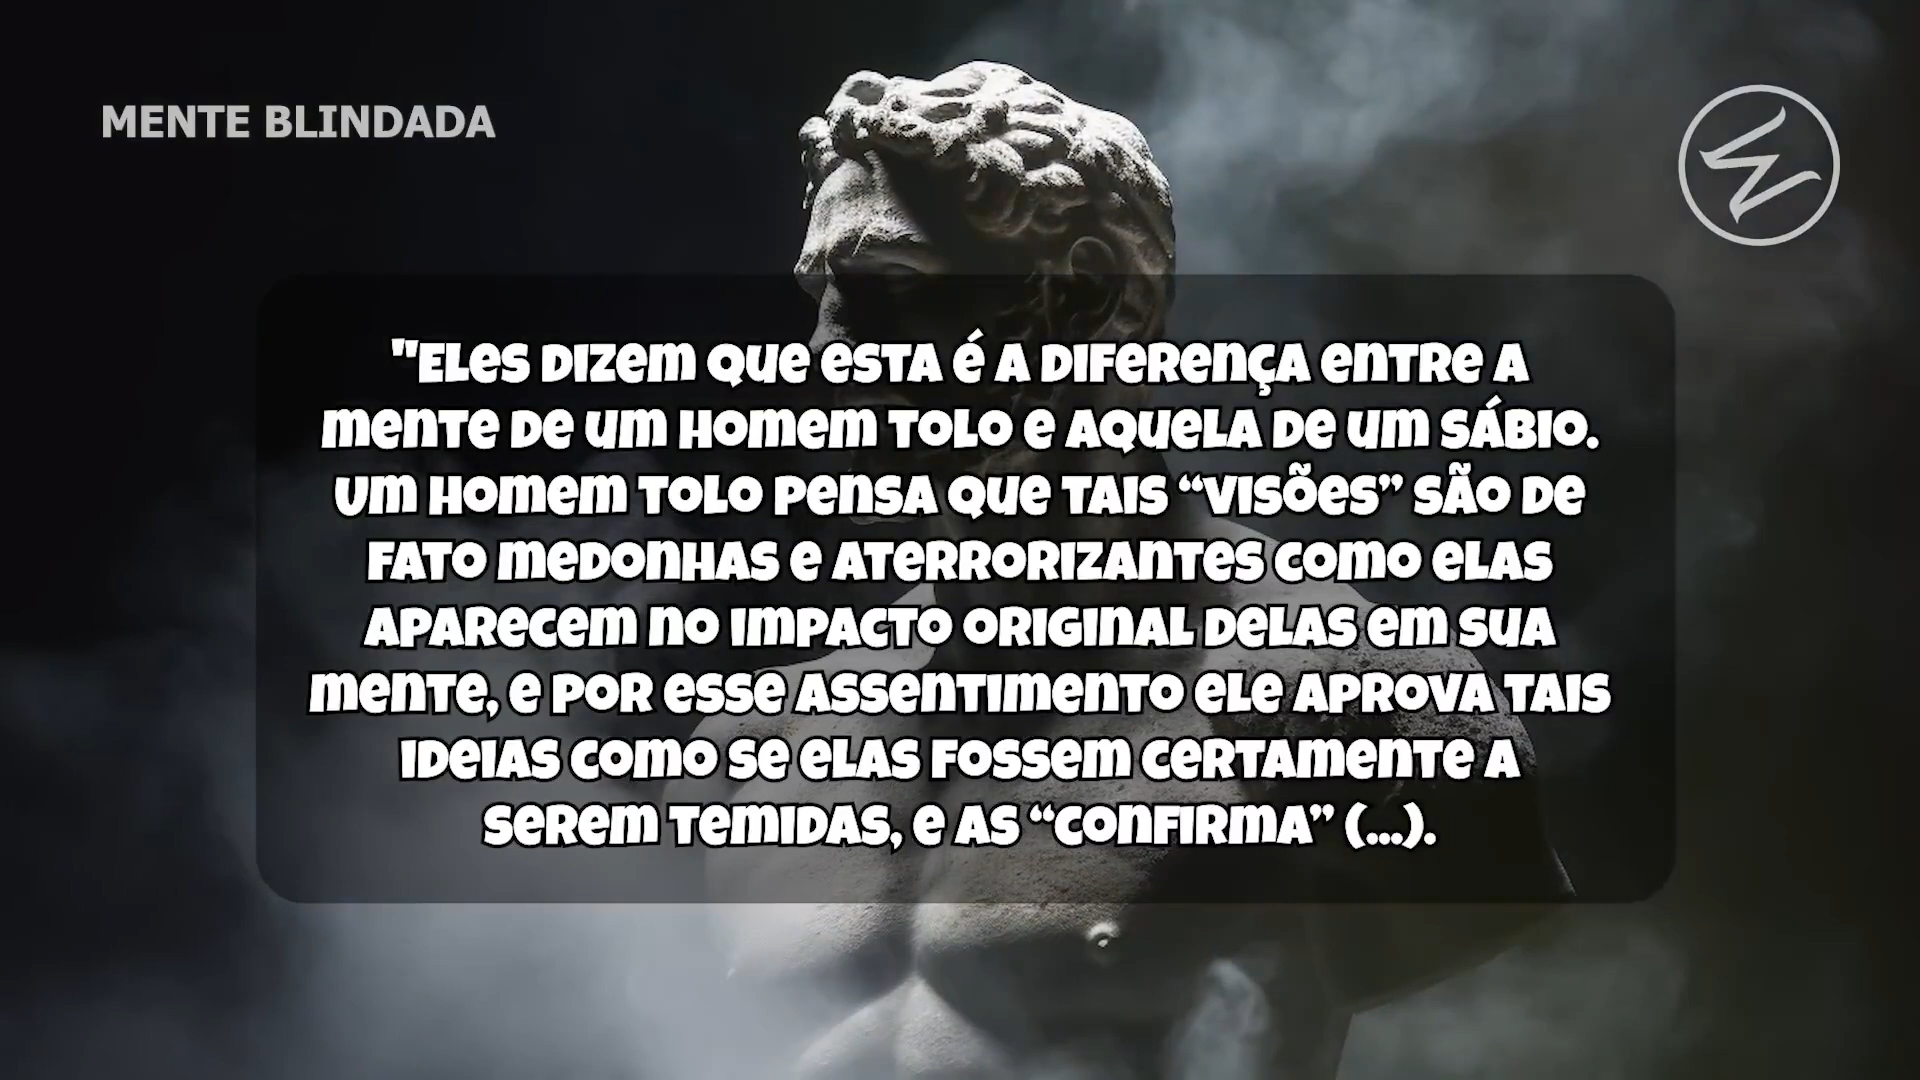 MENTE BLINDADA
"Eles dizem que esta é a diferença entre a
mente de um homem tolo e aquela de um sábio.
Um homem tolo pensa que tais “visões” são de
fato medonhas e aterrorizantes como elas
aparecem no impacto original delas em sua
mente, e por esse assentimento ele aprova tais
ideias como se elas fossem certamente a
serem temidas, e as “confirma” (...).